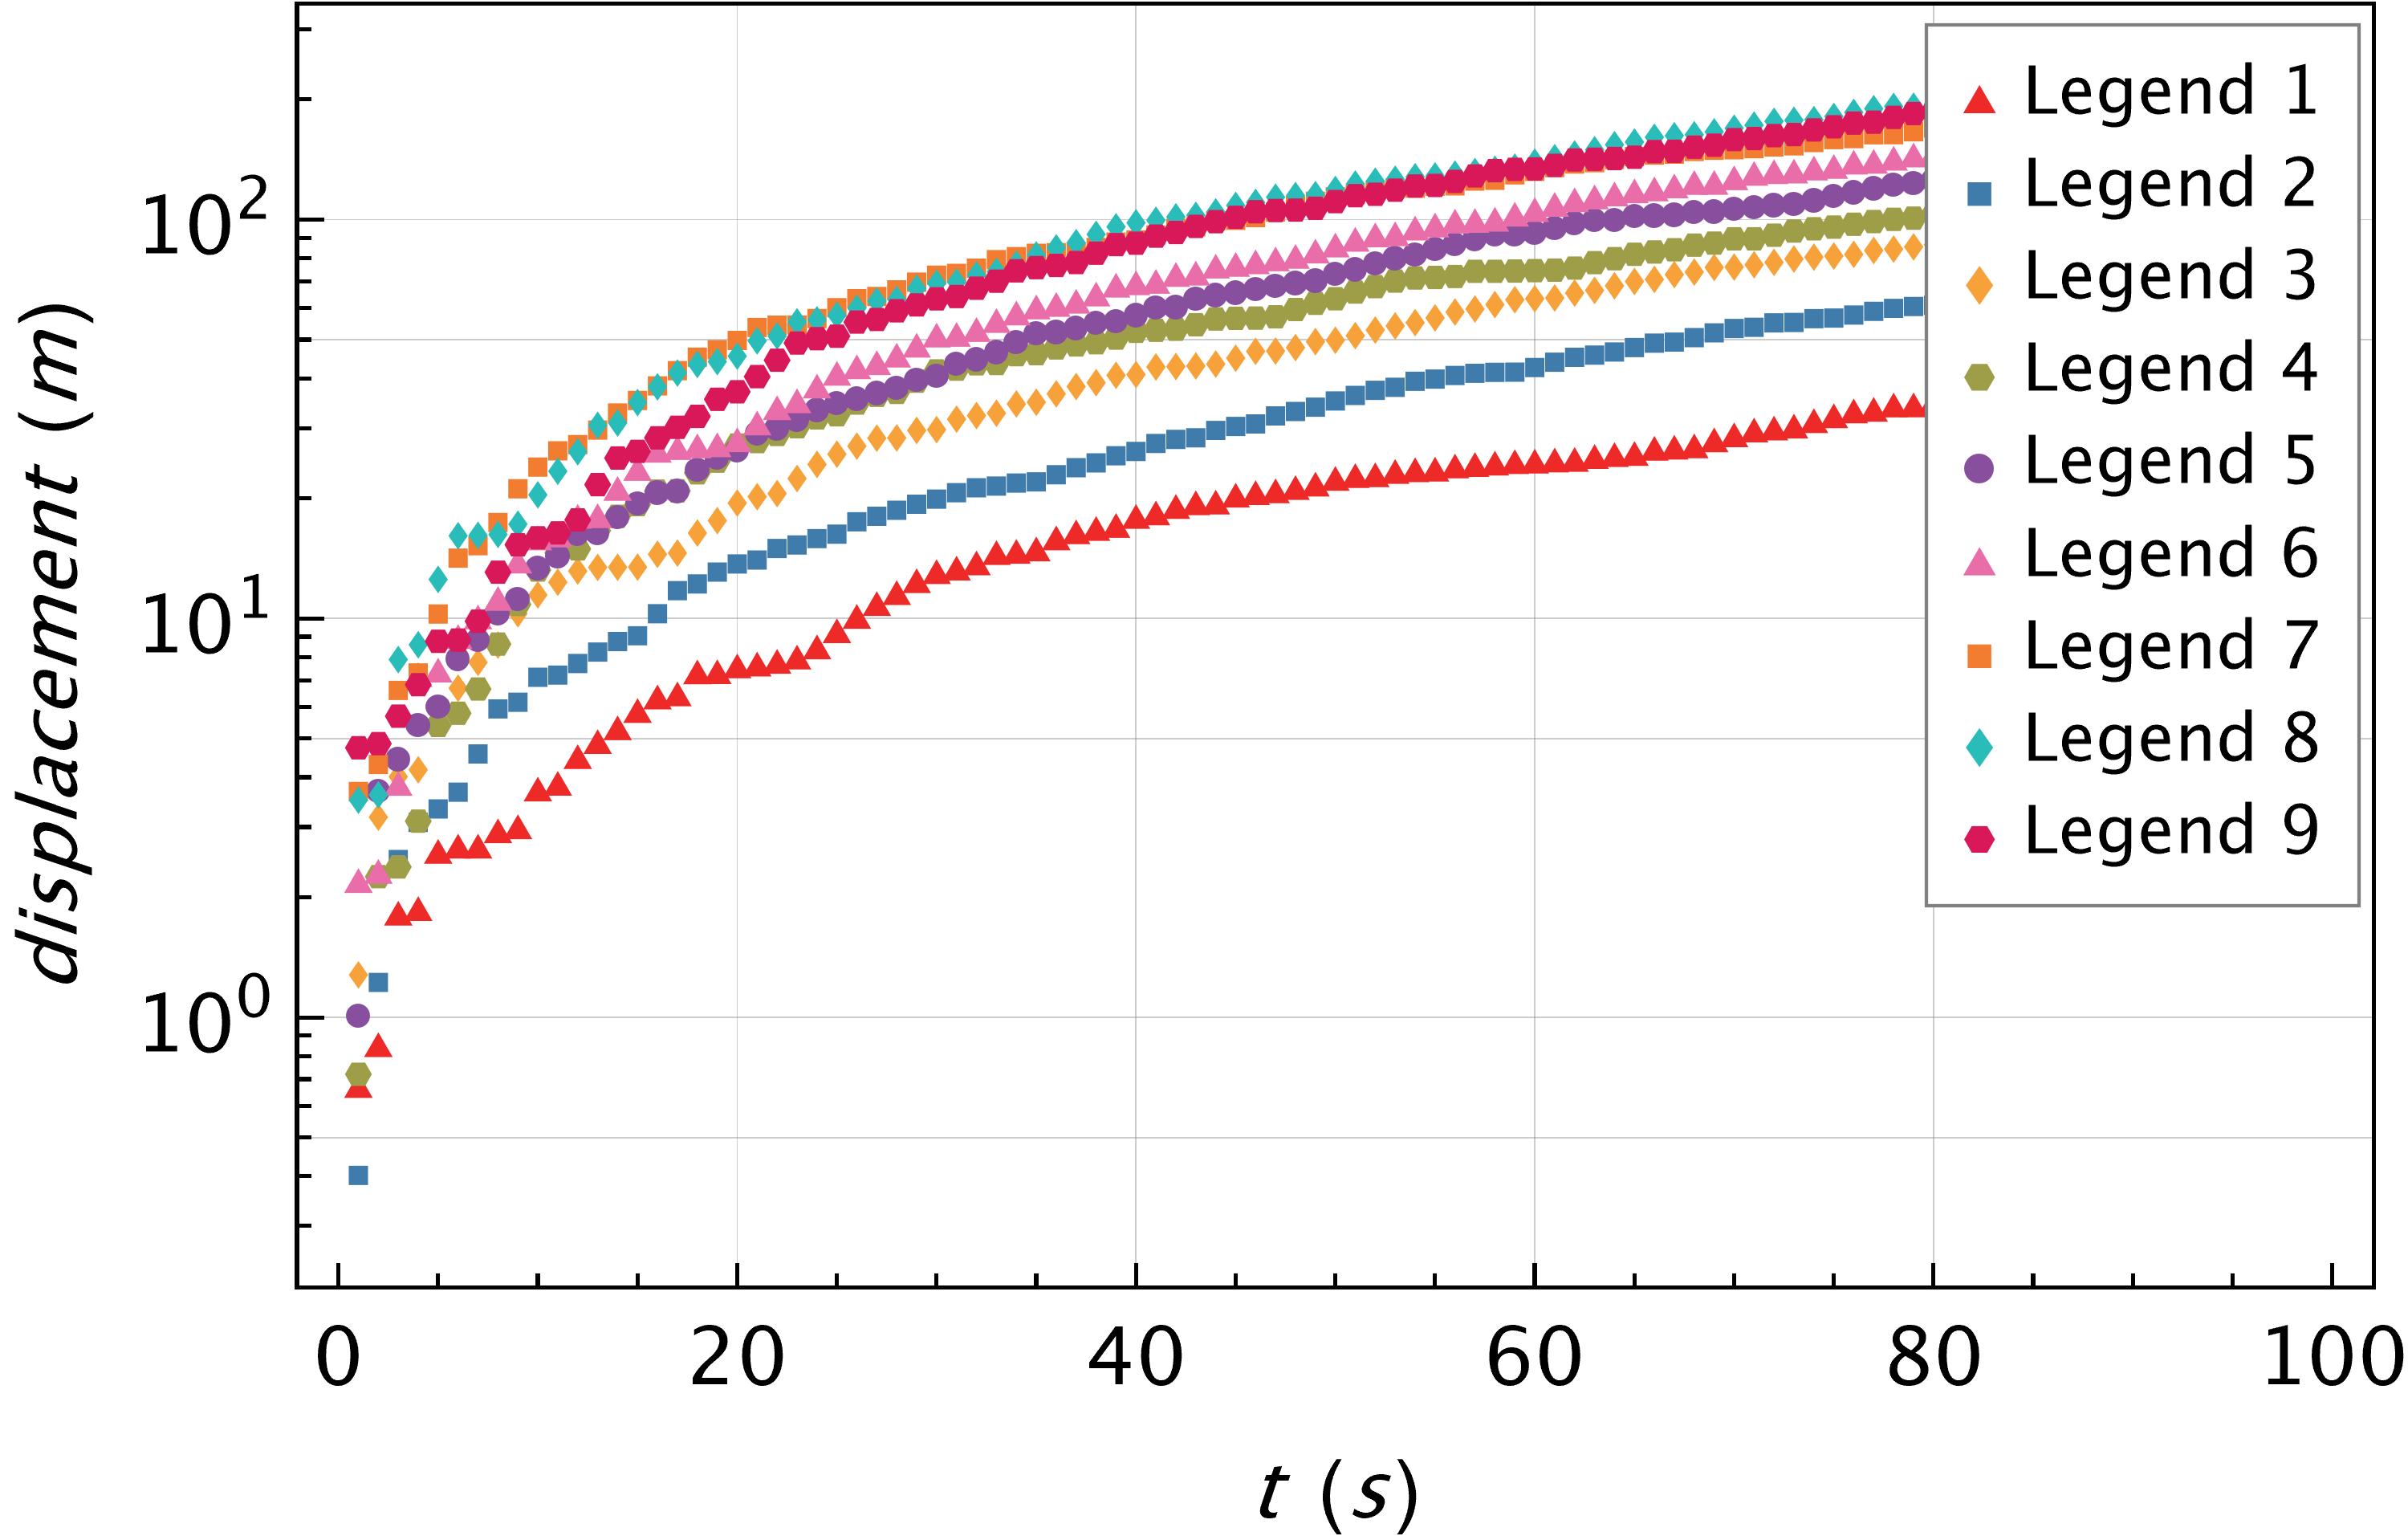 displacement (m)
10²
10¹
10⁰
0 20 40 60 80 100
t (s)
Legend 1
Legend 2
Legend 3
Legend 4
Legend 5
Legend 6
Legend 7
Legend 8
Legend 9